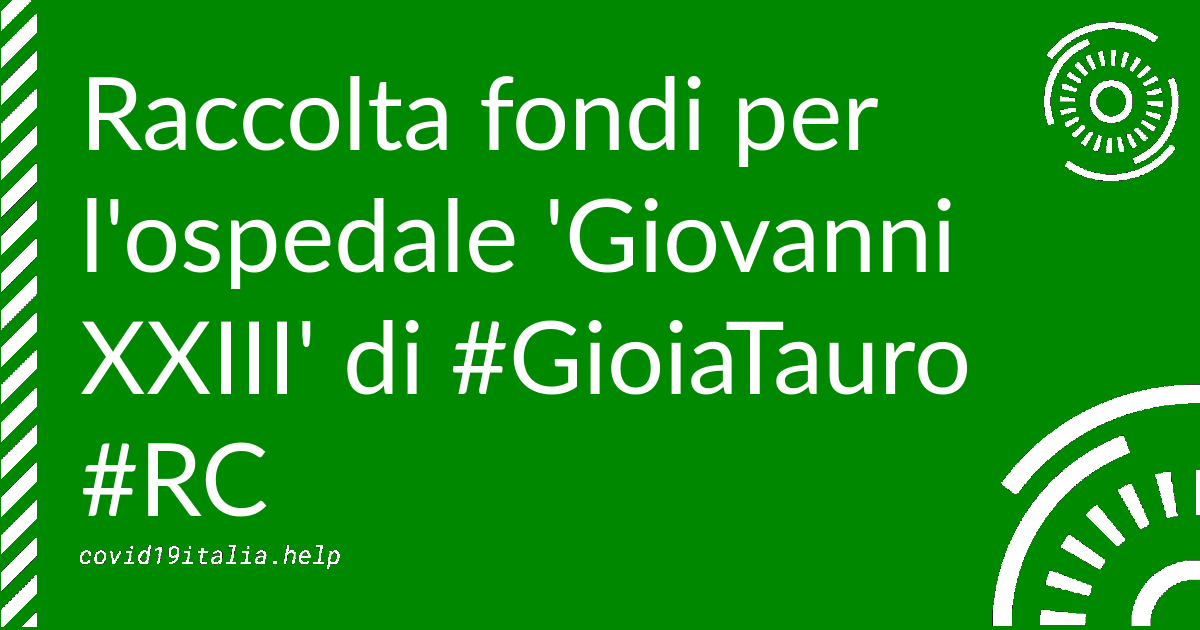 Raccolta fondi per
l'ospedale 'Giovanni
XXIII' di #GioiaTauro
#RC
covid19italia.help